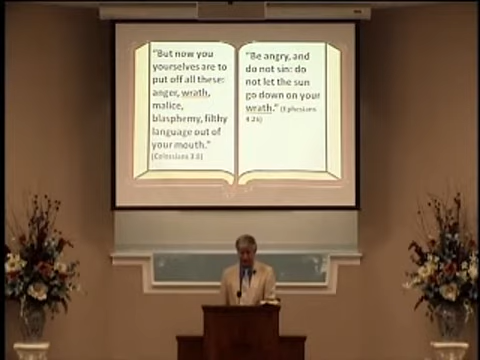 "But now you
yourselves are to
put off all these:
anger, wrath,
malice,
blasphemy, filthy
language out of
your mouth."
(Colossians 3:8)
"Be angry, and
do not sin: do
not let the sun
go down on your
wrath." (Ephesians
4:26)